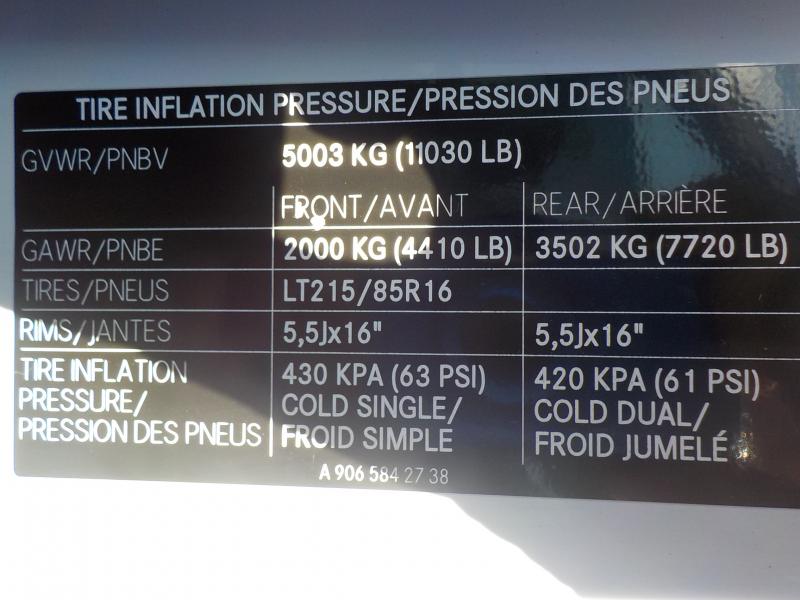 TIRE INFLATION PRESSURE/PRESSION DES PNEUS
GVWR/PNBV 5003 KG (11030 LB)
FRONT/AVANT REAR/ARRIÈRE
GAWR/PNBE 2000 KG (4410 LB) 3502 KG (7720 LB)
TIRES/PNEUS LT215/85R16
RIMS/JANTES 5,5Jx16" 5,5Jx16"
TIRE INFLATION 430 KPA (63 PSI) 420 KPA (61 PSI)
PRESSURE/ COLD SINGLE/ COLD DUAL/
PRESSION DES PNEUS FROID SIMPLE FROID JUMELÉ
A 906 584 27 38